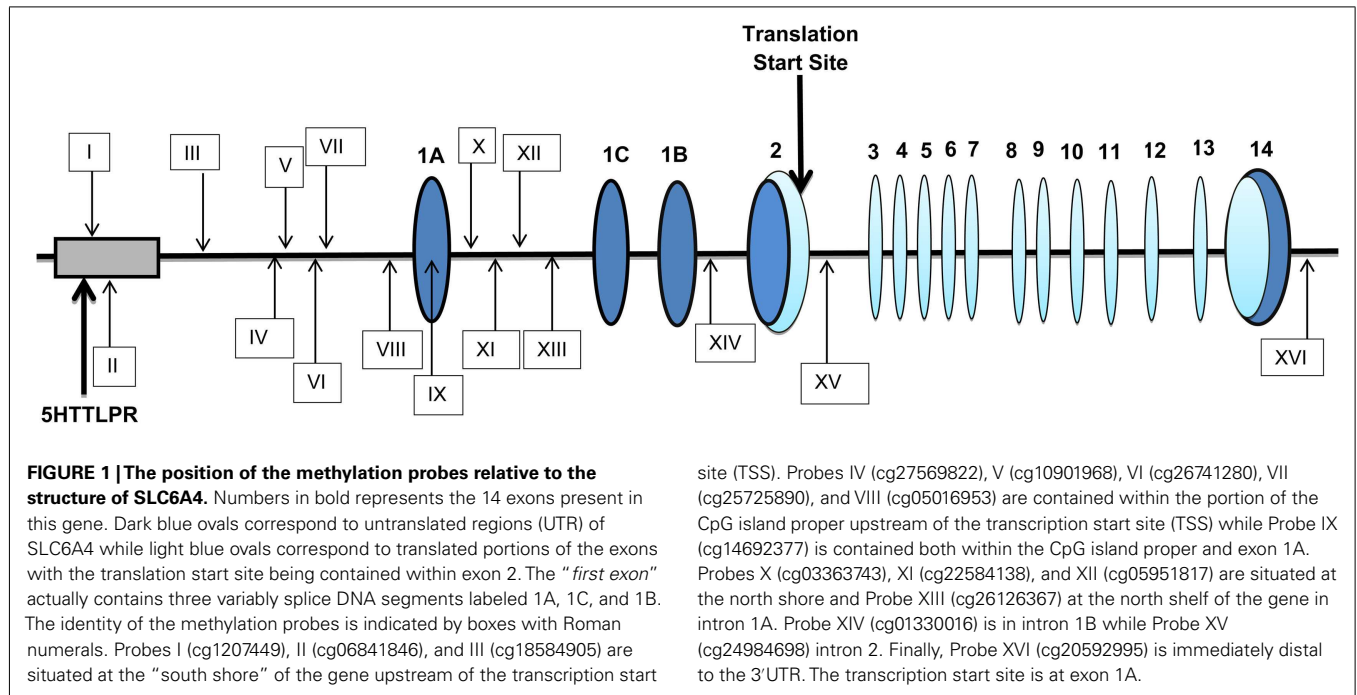 Translation
Start Site
I
III
V
VII
1A
X
XII
1C
1B
2
3
4
5
6
7
8
9
10
11
12
13
14
5HTTLPR
II
IV
VI
VIII
IX
XI
XIII
XIV
XV
XVI
FIGURE 1 | The position of the methylation probes relative to the
structure of SLC6A4. Numbers in bold represents the 14 exons present in
this gene. Dark blue ovals correspond to untranslated regions (UTR) of
SLC6A4 while light blue ovals correspond to translated portions of the exons
with the translation start site being contained within exon 2. The "first exon"
actually contains three variably splice DNA segments labeled 1A, 1C, and 1B.
The identity of the methylation probes is indicated by boxes with Roman
numerals. Probes I (cg1207449), II (cg06841846), and III (cg18584905) are
situated at the "south shore" of the gene upstream of the transcription start
site (TSS). Probes IV (cg27569822), V (cg10901968), VI (cg26741280), VII
(cg25725890), and VIII (cg05016953) are contained within the portion of the
CpG island proper upstream of the transcription start site (TSS) while Probe IX
(cg14692377) is contained both within the CpG island proper and exon 1A.
Probes X (cg03363743), XI (cg22584138), and XII (cg05951817) are situated at
the north shore and Probe XIII (cg26126367) at the north shelf of the gene in
intron 1A. Probe XIV (cg01330016) is in intron 1B while Probe XV
(cg24984698) intron 2. Finally, Probe XVI (cg20592995) is immediately distal
to the 3′UTR. The transcription start site is at exon 1A.